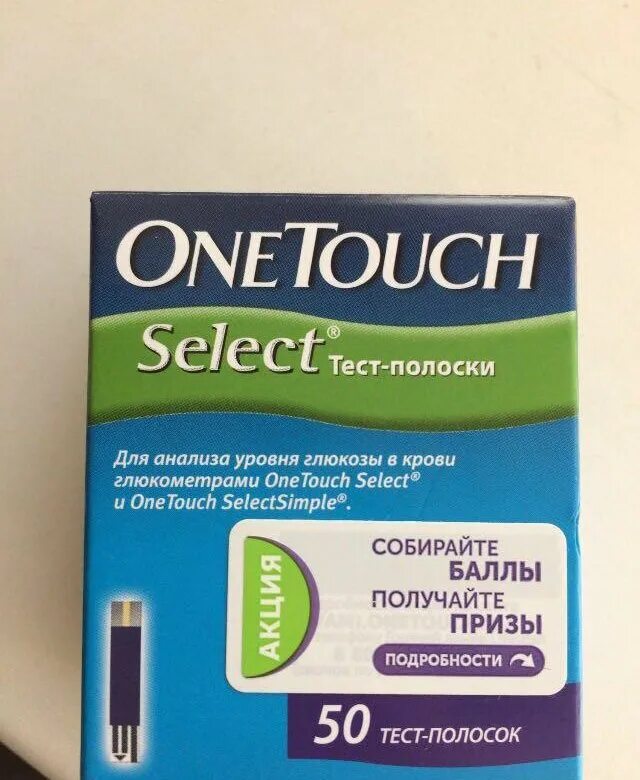 ONETOUCH
Select® Тест-полоски
Для анализа уровня глюкозы в крови
глюкометрами OneTouch Select®
и OneTouch SelectSimple®.
АКЦИЯ
СОБИРАЙТЕ
БАЛЛЫ
ПОЛУЧАЙТЕ
ПРИЗЫ
ПОДРОБНОСТИ
50 ТЕСТ-ПОЛОСОК